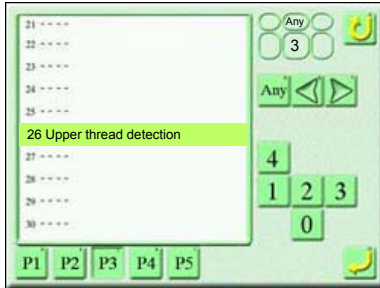 21 ----
22 ----
23 ----
24 ----
25 ----
26 Upper thread detection
27 ----
28 ----
29 ----
30 ----
Any
3
Any
4
1 2 3
0
P1 P2 P3 P4 P5